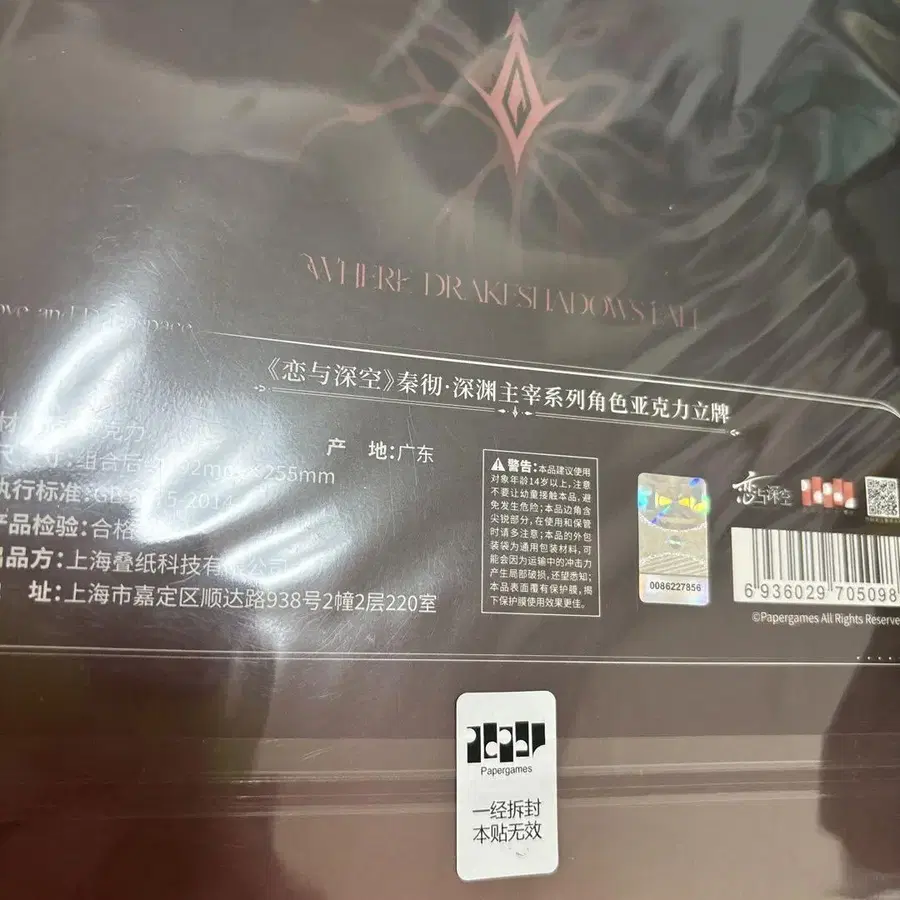 WHERE DRAKESHADOWS FALL
Love and Deepspace
《恋与深空》秦彻·深渊主宰系列角色亚克力立牌
产 地:广东
255mm
执行标准:
产品检验:合格
出品方:上海叠纸科技有限公司
址:上海市嘉定区顺达路938号2幢2层220室
警告:本品建议使用
对象年龄14岁以上,注意
不要让幼童接触本品,避
免发生危险;本品边角含
尖锐部分,在使用和保管
时请多注意;本品的外包
装袋为通用包装材料,可
能会因为运输中的冲击力
产生局部破损,还望悉知;
本品表面覆有保护膜,揭
下保护膜使用效果更佳。
0086227856
恋与深空
6 936029 705098
©Papergames All Rights Reserve
Papergames
一经拆封
本贴无效